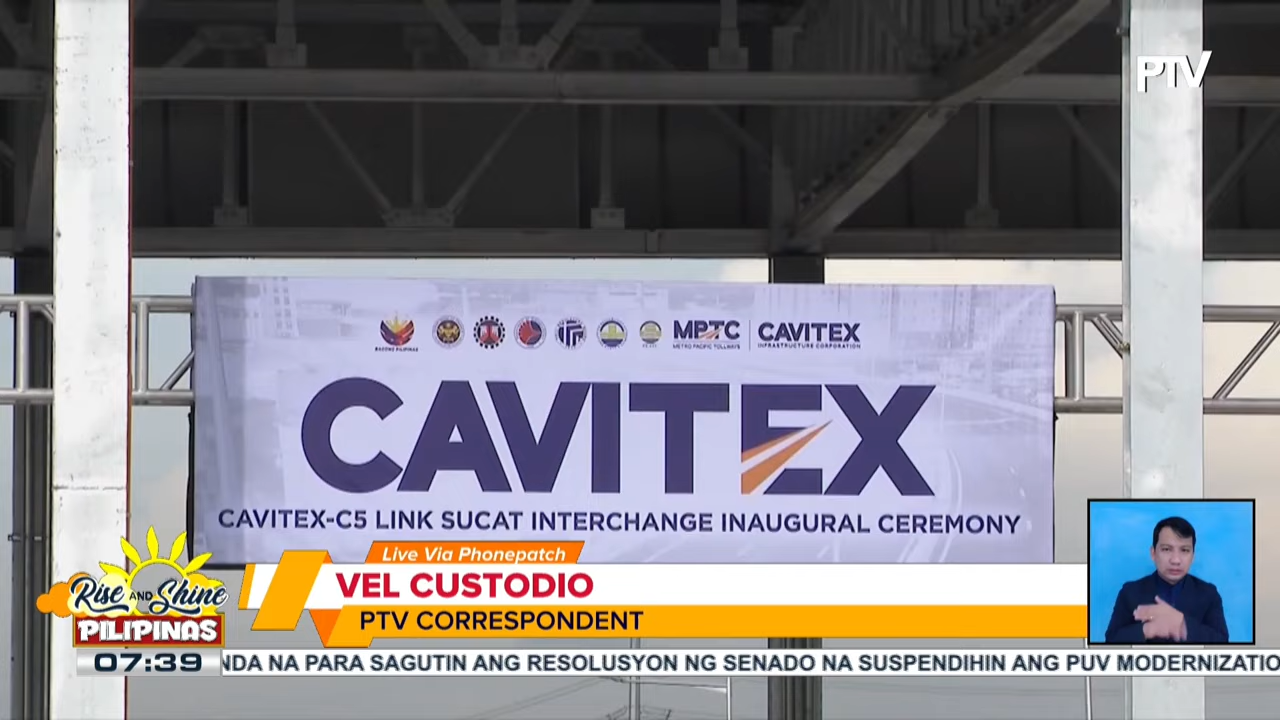 PTV
BAGONG PILIPINAS
MPTC
METRO PACIFIC TOLLWAYS
CAVITEX
INFRASTRUCTURE CORPORATION
CAVITEX
CAVITEX-C5 LINK SUCAT INTERCHANGE INAUGURAL CEREMONY
Live Via Phonepatch
VEL CUSTODIO
PTV CORRESPONDENT
Rise AND Shine
PILIPINAS
07:39
NDA NA PARA SAGUTIN ANG RESOLUSYON NG SENADO NA SUSPENDIHIN ANG PUV MODERNIZATIO